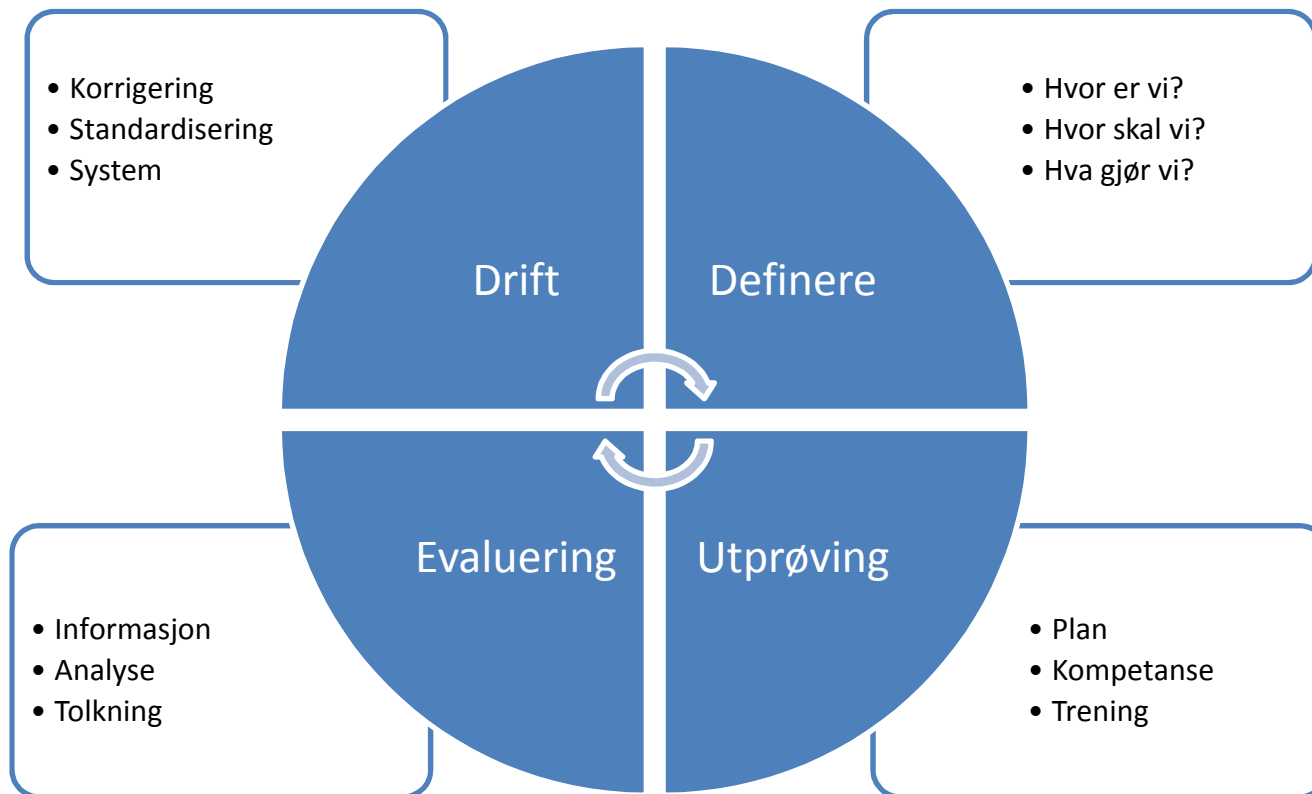 • Korrigering
• Standardisering
• System
• Hvor er vi?
• Hvor skal vi?
• Hva gjør vi?
Drift
Definere
Evaluering
Utprøving
• Informasjon
• Analyse
• Tolkning
• Plan
• Kompetanse
• Trening